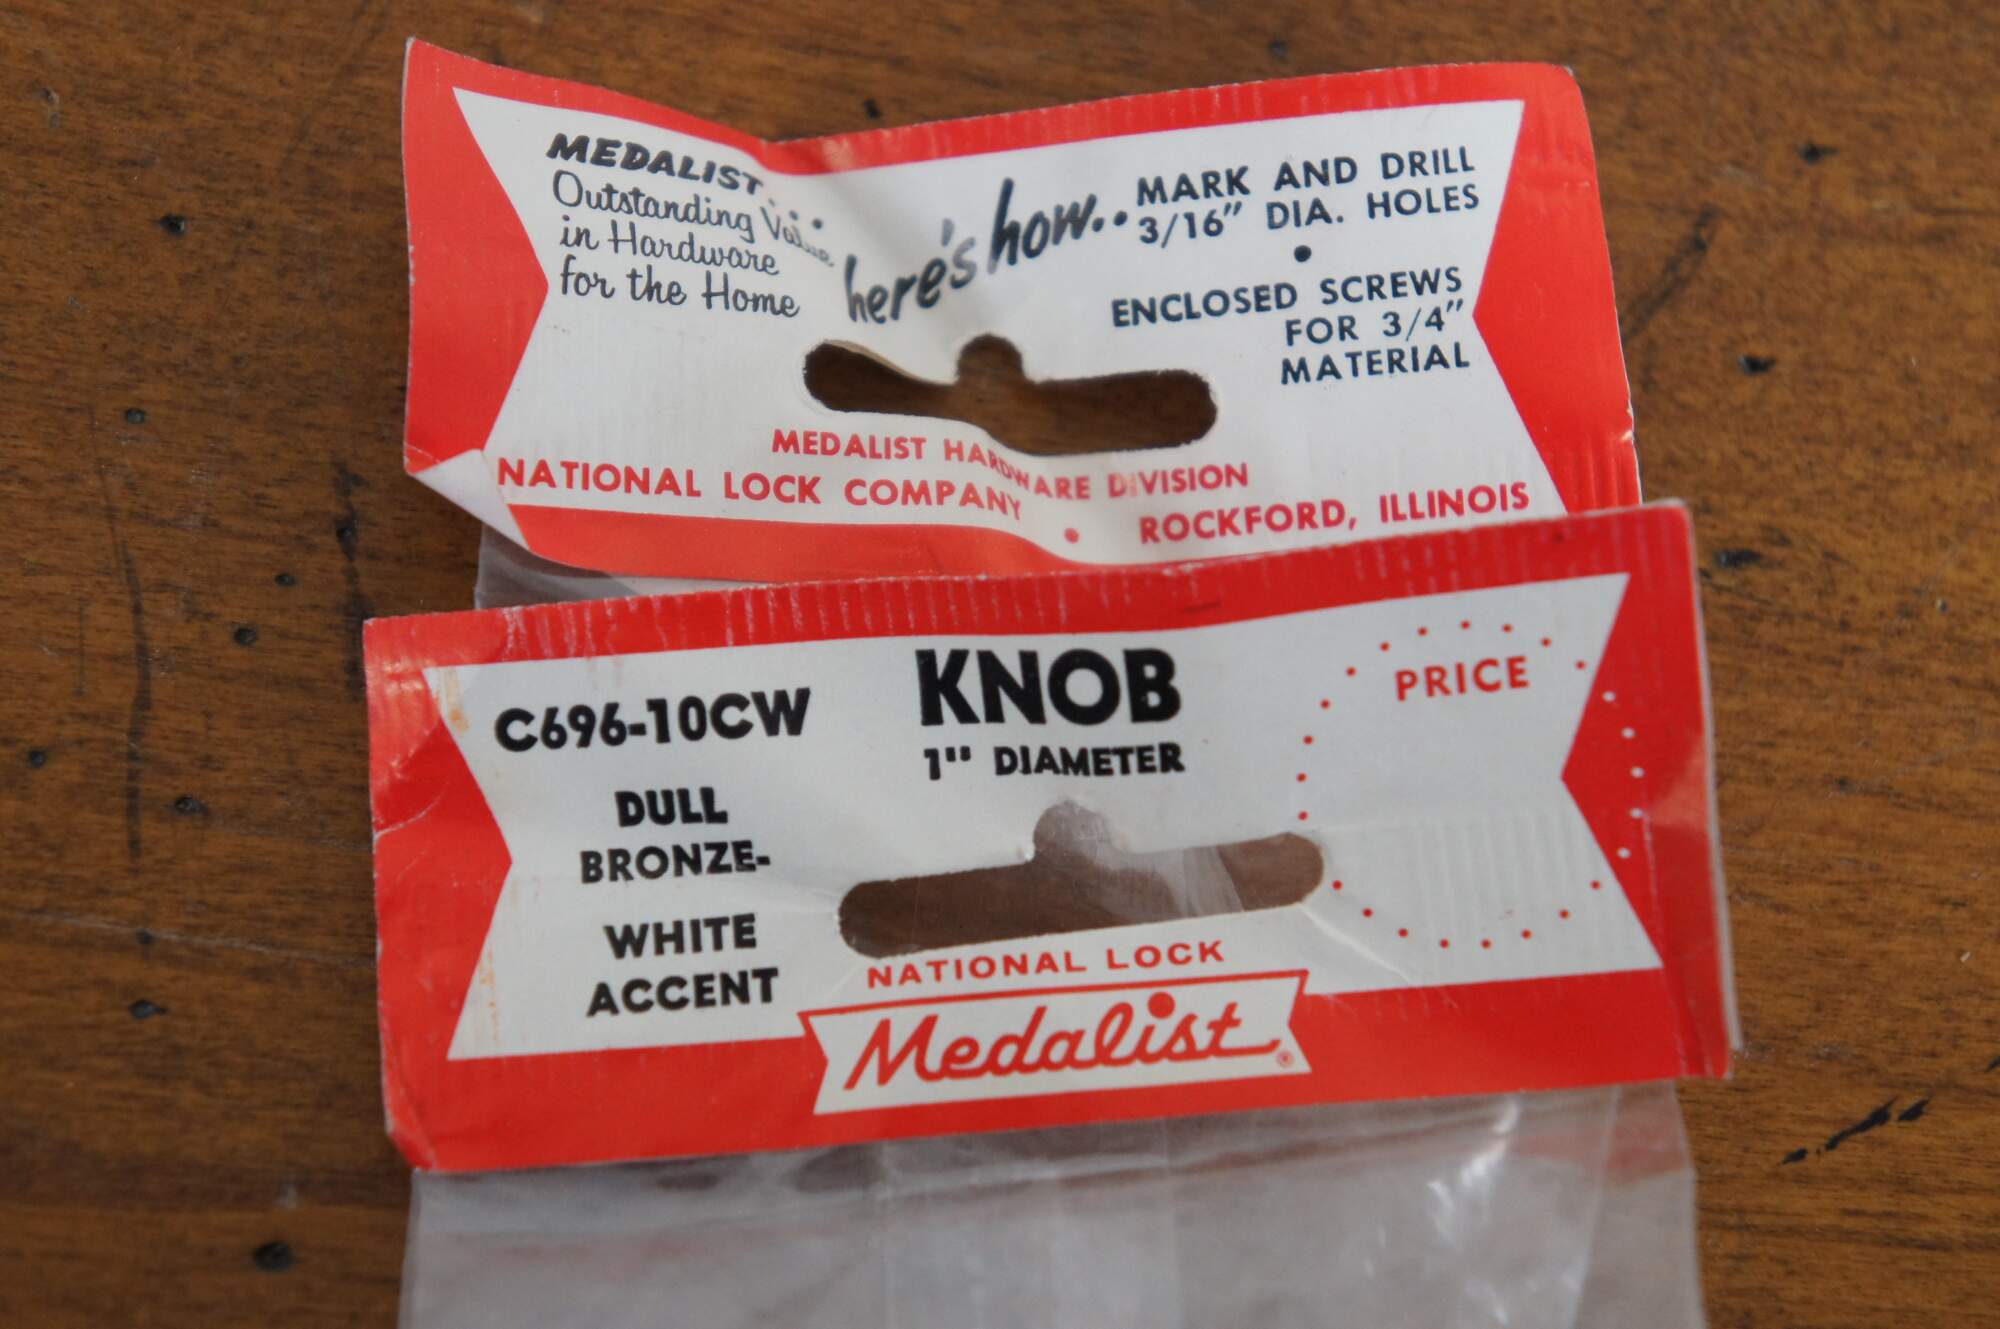 MEDALIST...
Outstanding Value
in Hardware
for the Home
here's how..
MARK AND DRILL
3/16" DIA. HOLES
•
ENCLOSED SCREWS
FOR 3/4"
MATERIAL
MEDALIST HARDWARE DIVISION
NATIONAL LOCK COMPANY • ROCKFORD, ILLINOIS
C696-10CW
DULL
BRONZE-
WHITE
ACCENT
KNOB
1" DIAMETER
PRICE
NATIONAL LOCK
Medalist®